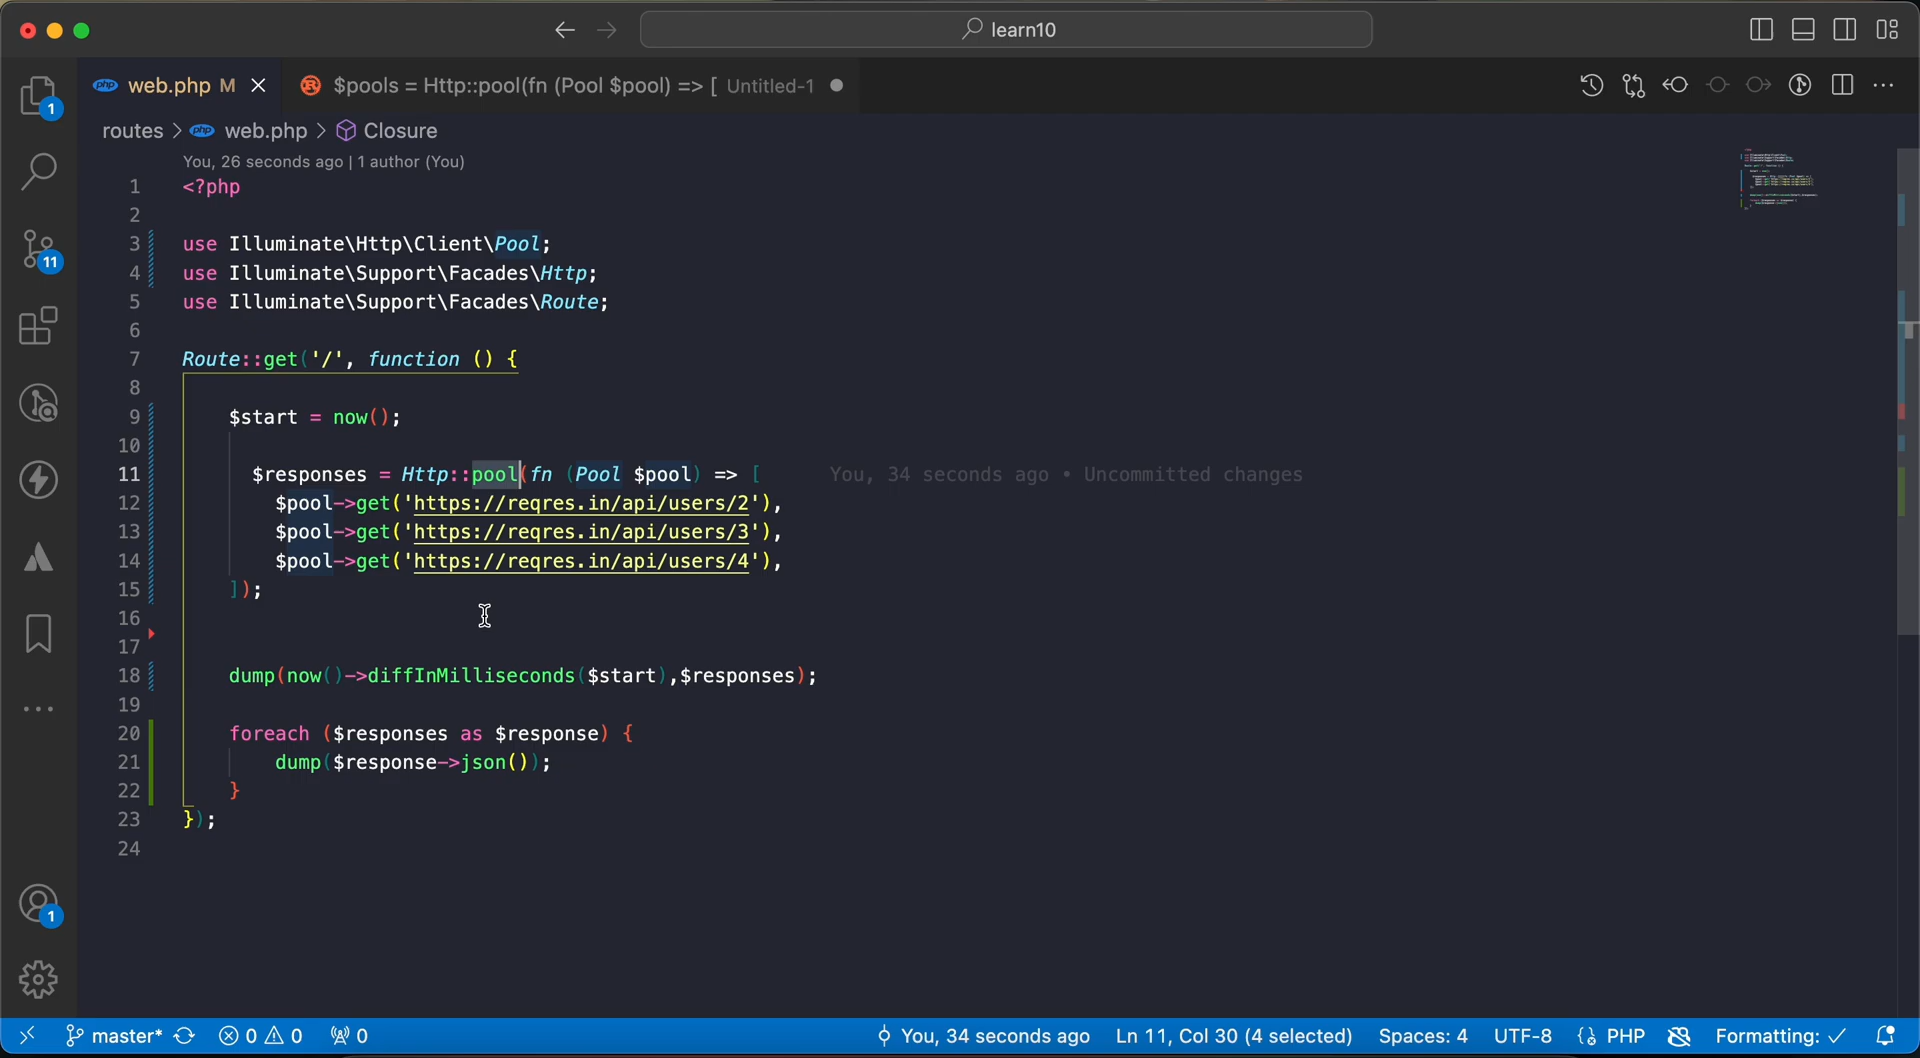 learn10
web.php M
$pools = Http::pool(fn (Pool $pool) => [ Untitled-1
routes > web.php > Closure
You, 26 seconds ago | 1 author (You)
1 <?php
2
3 use Illuminate\Http\Client\Pool;
4 use Illuminate\Support\Facades\Http;
5 use Illuminate\Support\Facades\Route;
6
7 Route::get('/', function () {
8
9 $start = now();
10
11 $responses = Http::pool(fn (Pool $pool) => [ You, 34 seconds ago • Uncommitted changes
12 $pool->get('https://reqres.in/api/users/2'),
13 $pool->get('https://reqres.in/api/users/3'),
14 $pool->get('https://reqres.in/api/users/4'),
15 ]);
16
17
18 dump(now()->diffInMilliseconds($start),$responses);
19
20 foreach ($responses as $response) {
21 dump($response->json());
22 }
23 });
24
1
11
1
master* 0 0 0 You, 34 seconds ago Ln 11, Col 30 (4 selected) Spaces: 4 UTF-8 PHP Formatting: ✓